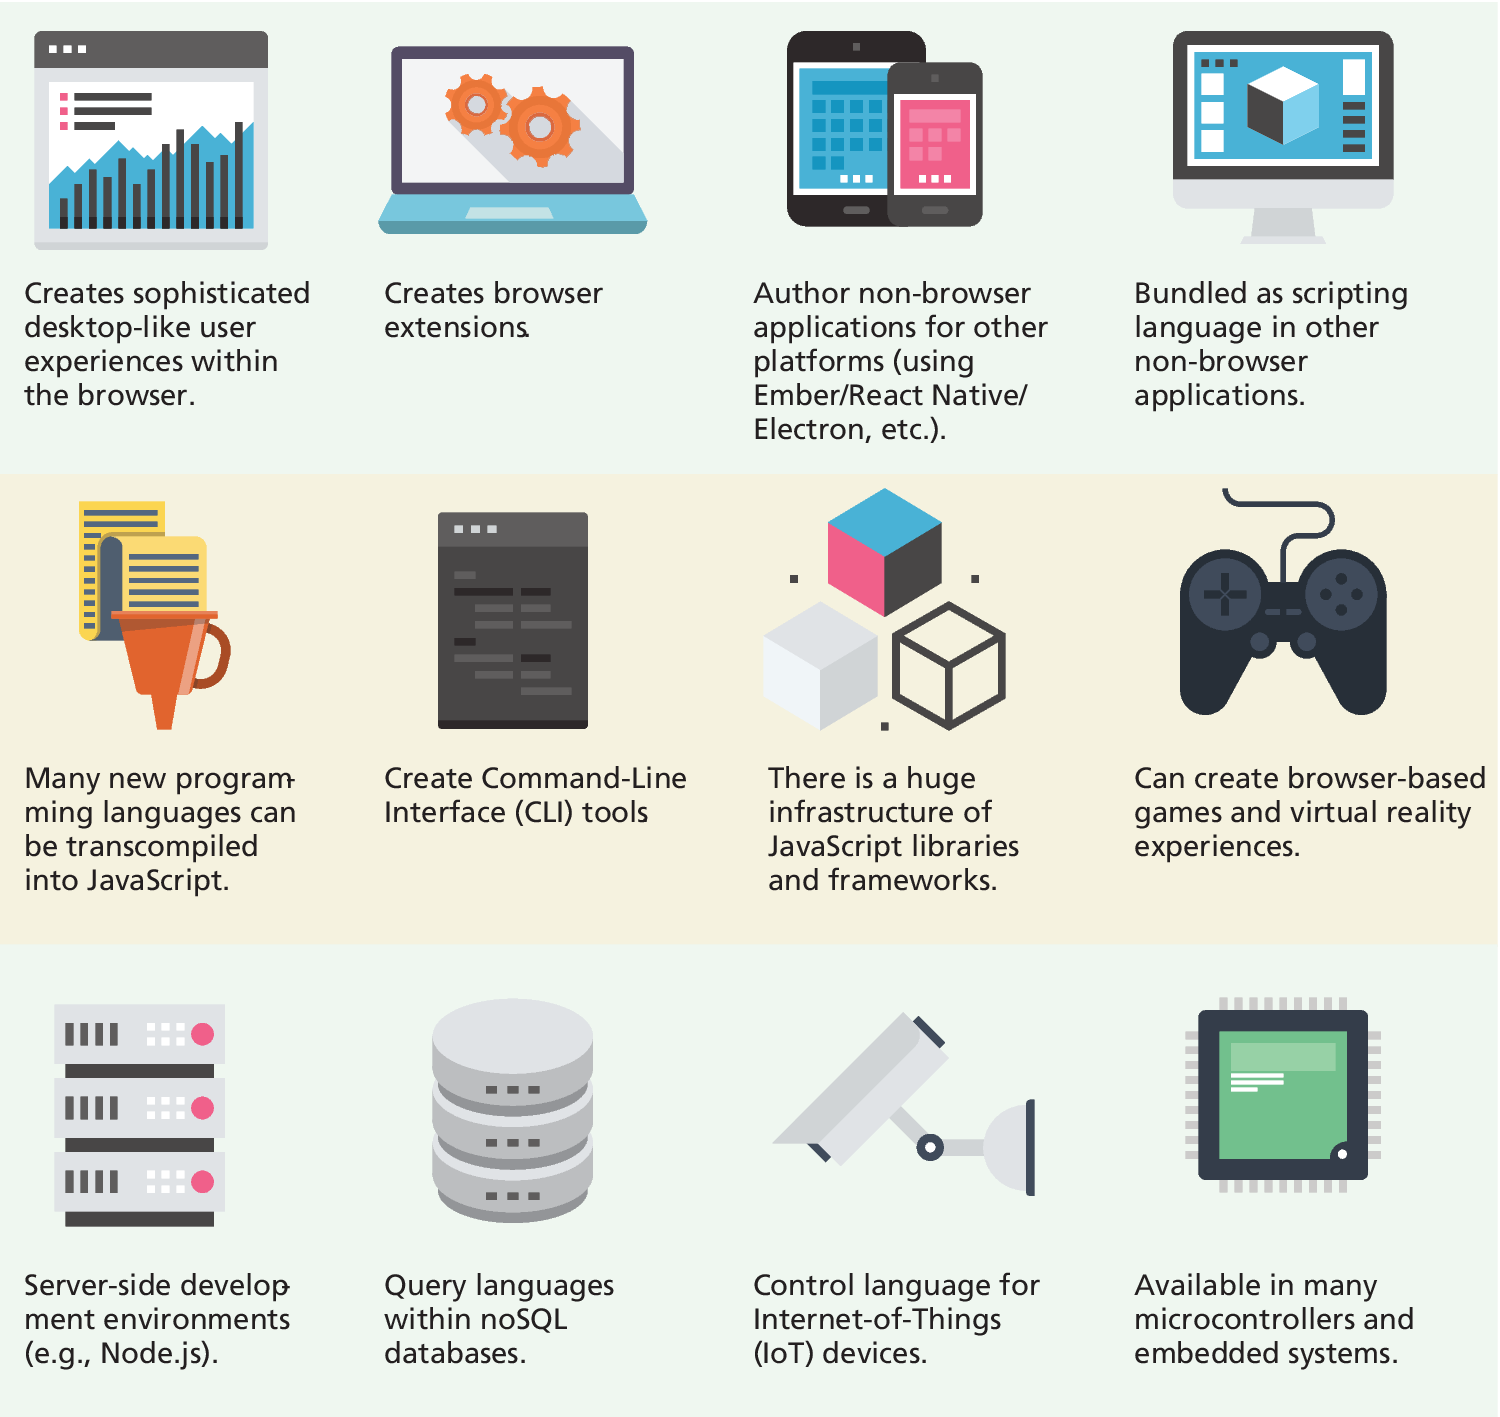 Creates sophisticated
desktop-like user
experiences within
the browser.
Creates browser
extensions.
Author non-browser
applications for other
platforms (using
Ember/React Native/
Electron, etc.).
Bundled as scripting
language in other
non-browser
applications.
Many new program-
ming languages can
be transcompiled
into JavaScript.
Create Command-Line
Interface (CLI) tools
There is a huge
infrastructure of
JavaScript libraries
and frameworks.
Can create browser-based
games and virtual reality
experiences.
Server-side develop-
ment environments
(e.g., Node.js).
Query languages
within noSQL
databases.
Control language for
Internet-of-Things
(IoT) devices.
Available in many
microcontrollers and
embedded systems.